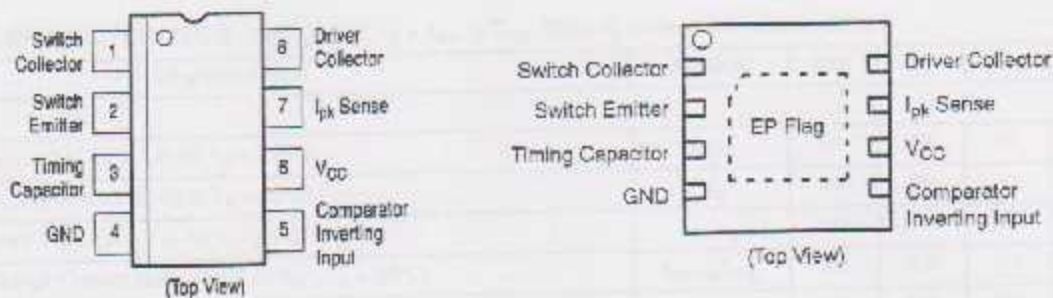 Switch
Collector
1
8
Driver
Collector
Switch
Emitter
2
7
Ipk Sense
Timing
Capacitor
3
6
VCC
GND
4
5
Comparator
Inverting
Input
(Top View)
Switch Collector
Driver Collector
Switch Emitter
Ipk Sense
EP Flag
Timing Capacitor
VCC
GND
Comparator
Inverting Input
(Top View)